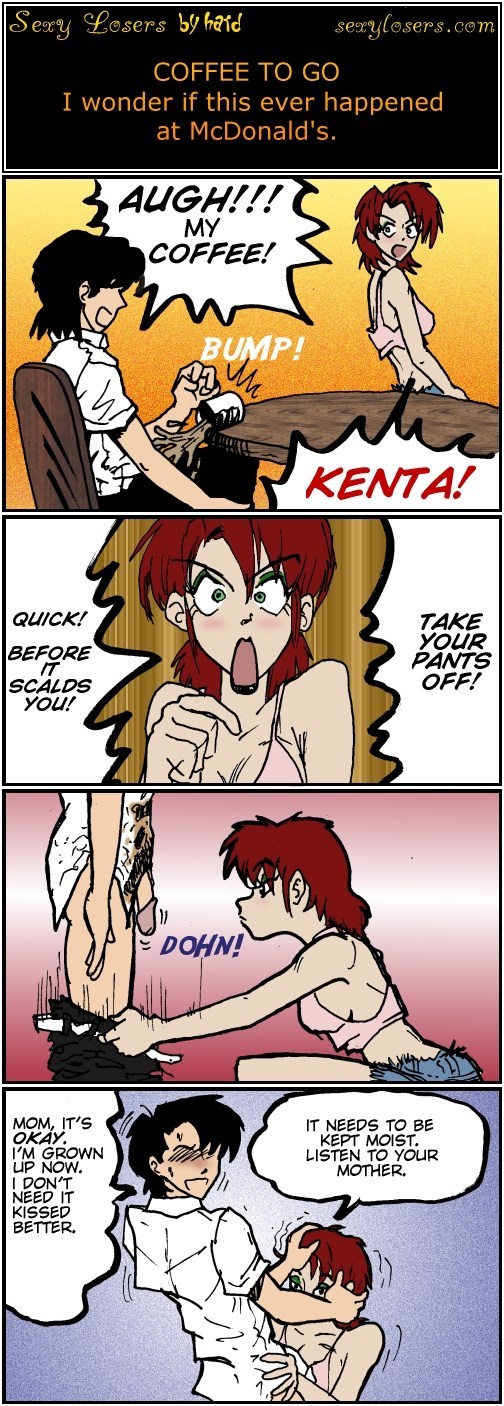 Sexy Losers by hard
sexylosers.com
COFFEE TO GO
I wonder if this ever happened
at McDonald's.
AUGH!!!
MY
COFFEE!
BUMP!
KENTA!
QUICK!
BEFORE
IT
SCALDS
YOU!
TAKE
YOUR
PANTS
OFF!
DOHN!
MOM, IT'S
OKAY.
I'M GROWN
UP NOW.
I DON'T
NEED IT
KISSED
BETTER.
IT NEEDS TO BE
KEPT MOIST.
LISTEN TO YOUR
MOTHER.